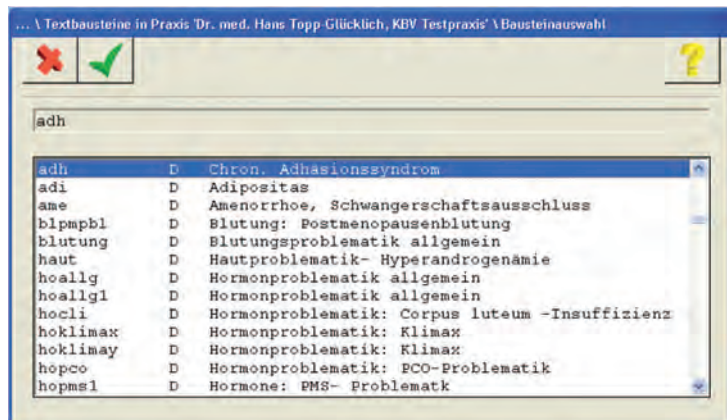 ... \ Textbausteine in Praxis 'Dr. med. Hans Topp-Glücklich, KBV Testpraxis' \ Bausteinauswahl
?
adh
adh D Chron. Adhäsionssyndrom
adi D Adipositas
ame D Amenorrhoe, Schwangerschaftsausschluss
blpmpbl D Blutung: Postmenopausenblutung
blutung D Blutungsproblematik allgemein
haut D Hautproblematik- Hyperandrogenämie
hoallg D Hormonproblematik allgemein
hoallg1 D Hormonproblematik allgemein
hocli D Hormonproblematik: Corpus luteum -Insuffizienz
hoklimax D Hormonproblematik: Klimax
hoklimay D Hormonproblematik: Klimax
hopco D Hormonproblematik: PCO-Problematik
hopms1 D Hormone: PMS- Problematk